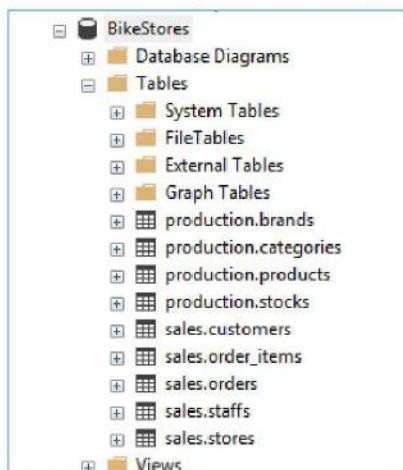 BikeStores
Database Diagrams
Tables
System Tables
FileTables
External Tables
Graph Tables
production.brands
production.categories
production.products
production.stocks
sales.customers
sales.order_items
sales.orders
sales.staffs
sales.stores
Views